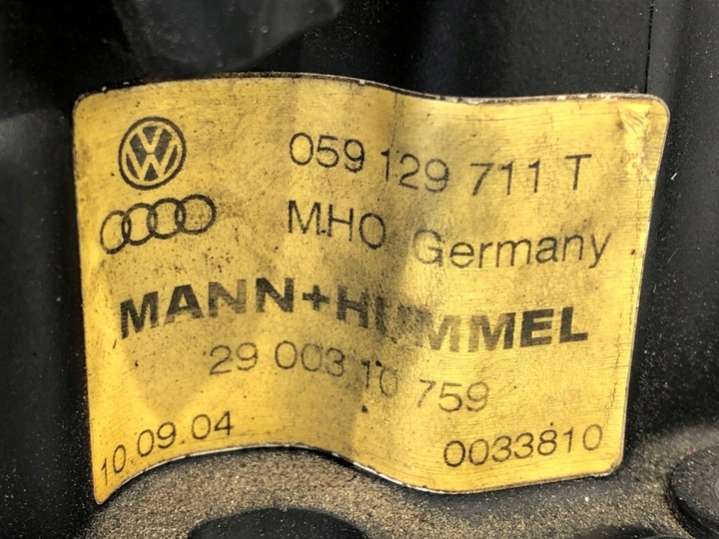 059 129 711 T
MHO Germany
MANN+HUMMEL
29 003 10 759
10.09.04
0033810